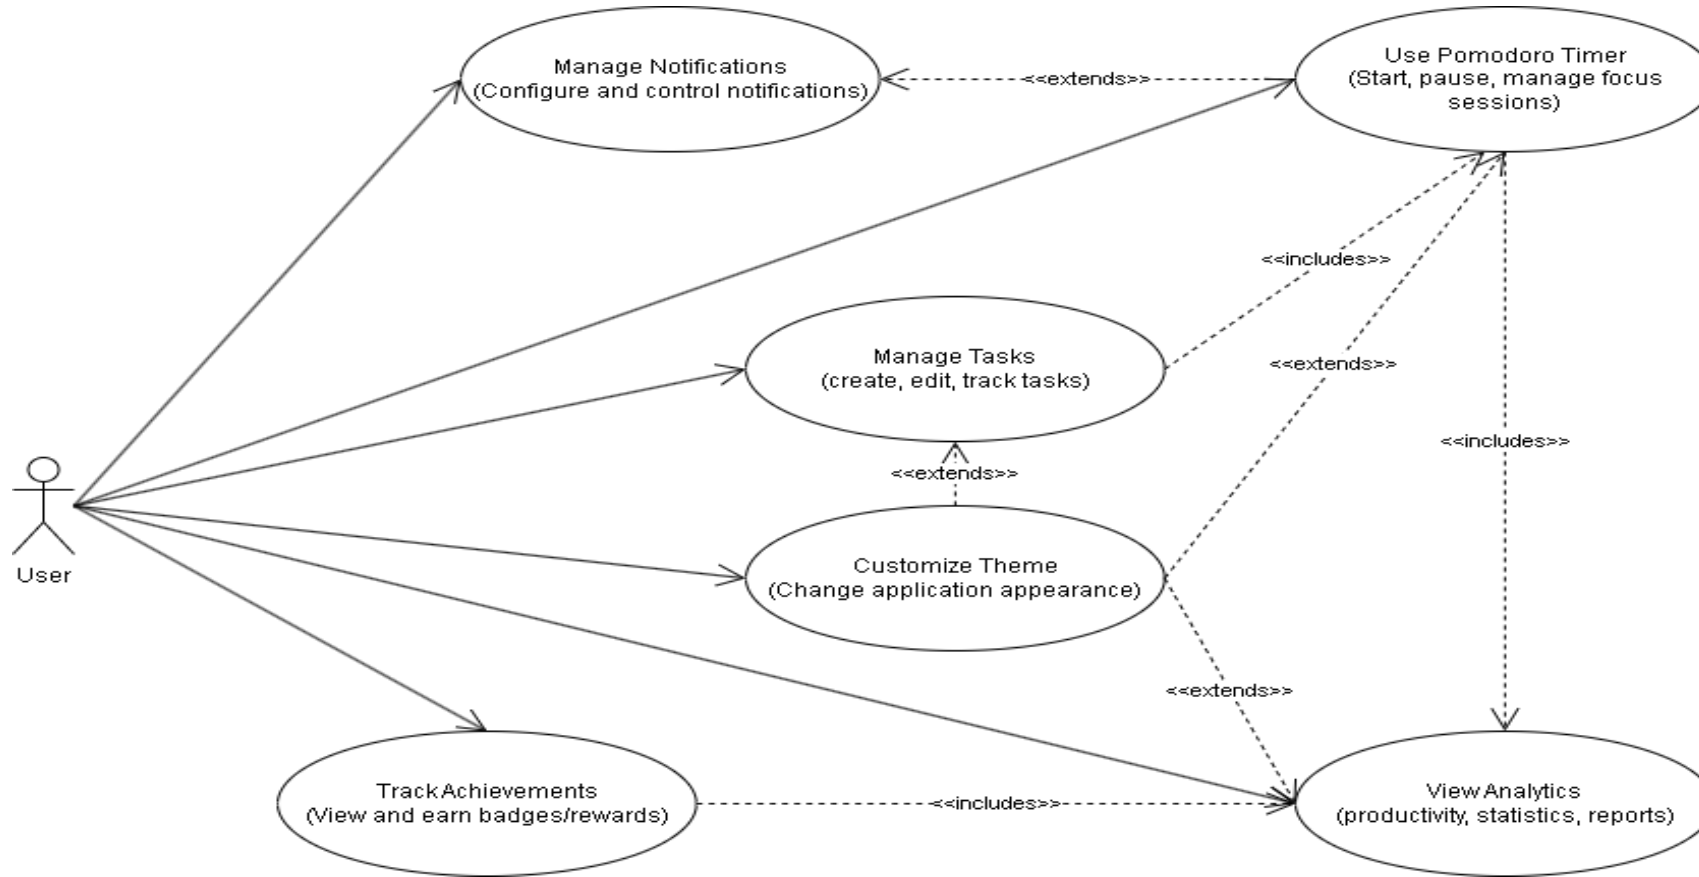 Manage Notifications
(Configure and control notifications)
<<extends>>
Use Pomodoro Timer
(Start, pause, manage focus
sessions)
<<includes>>
Manage Tasks
(create, edit, track tasks)
<<extends>>
<<includes>>
<<extends>>
User
Customize Theme
(Change application appearance)
<<extends>>
Track Achievements
(View and earn badges/rewards)
<<includes>>
View Analytics
(productivity, statistics, reports)